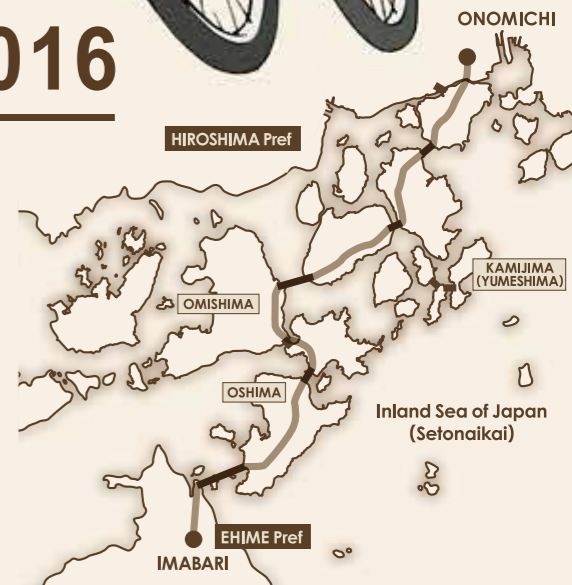 016
ONOMICHI
HIROSHIMA Pref
KAMIJIMA
(YUMESHIMA)
OMISHIMA
OSHIMA
Inland Sea of Japan
(Setonaikai)
EHIME Pref
IMABARI